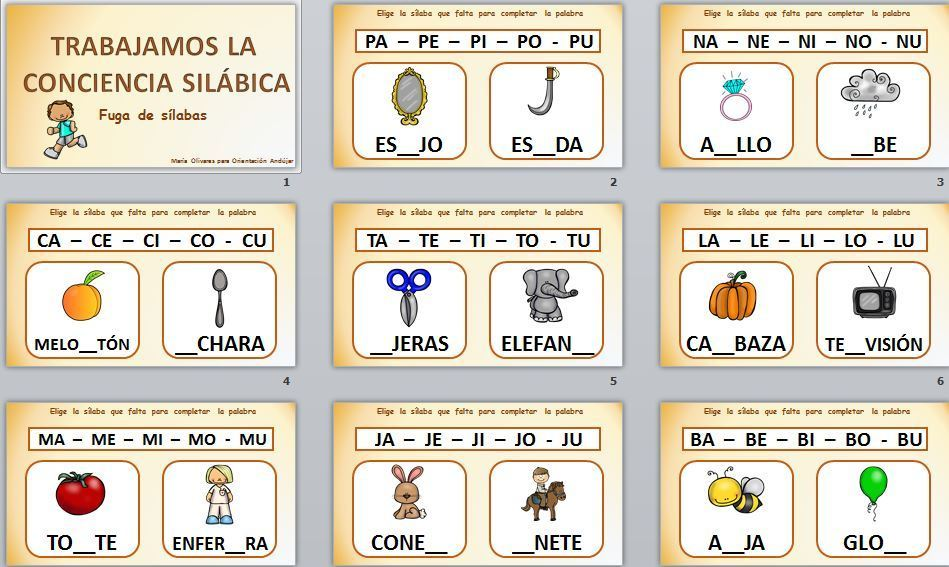 TRABAJAMOS LA
CONCIENCIA SILÁBICA
Fuga de sílabas
María Olivares para Orientación Andújar
1
Elige la sílaba que falta para completar la palabra
PA – PE – PI – PO - PU
ES__JO
ES__DA
2
Elige la sílaba que falta para completar la palabra
NA – NE – NI – NO - NU
A__LLO
__BE
3
Elige la sílaba que falta para completar la palabra
CA – CE – CI – CO - CU
MELO__TÓN
__CHARA
4
Elige la sílaba que falta para completar la palabra
TA – TE – TI – TO - TU
__JERAS
ELEFAN__
5
Elige la sílaba que falta para completar la palabra
LA – LE – LI – LO - LU
CA__BAZA
TE__VISIÓN
6
Elige la sílaba que falta para completar la palabra
MA – ME – MI – MO - MU
TO__TE
ENFER__RA
Elige la sílaba que falta para completar la palabra
JA – JE – JI – JO - JU
CONE__
__NETE
Elige la sílaba que falta para completar la palabra
BA – BE – BI – BO - BU
A__JA
GLO__